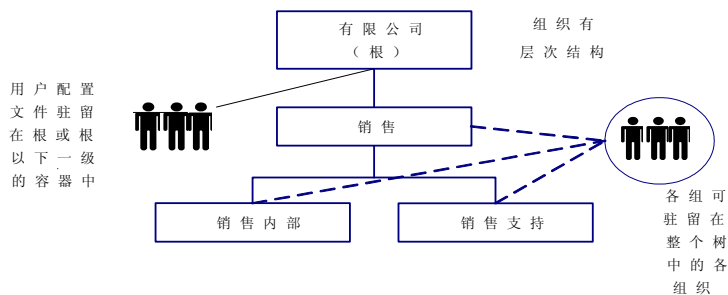 有限公司
（根）
组织有
层次结构
用户配置
文件驻留
在根或根
以下一级
的容器中
销售
销售内部
销售支持
各组可
驻留在
整个树
中的各
组织